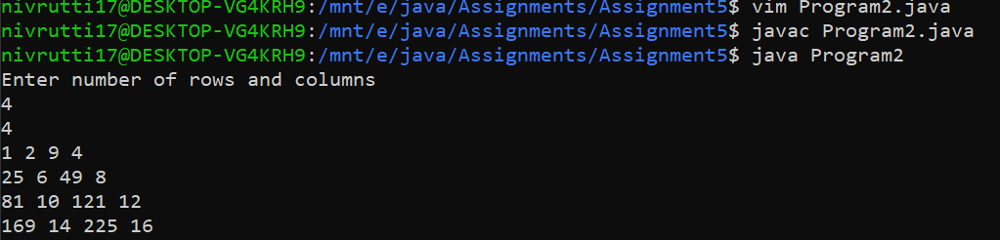 nivrutti17@DESKTOP-VG4KRH9:/mnt/e/java/Assignments/Assignment5$ vim Program2.java
nivrutti17@DESKTOP-VG4KRH9:/mnt/e/java/Assignments/Assignment5$ javac Program2.java
nivrutti17@DESKTOP-VG4KRH9:/mnt/e/java/Assignments/Assignment5$ java Program2
Enter number of rows and columns
4
4
1 2 9 4
25 6 49 8
81 10 121 12
169 14 225 16